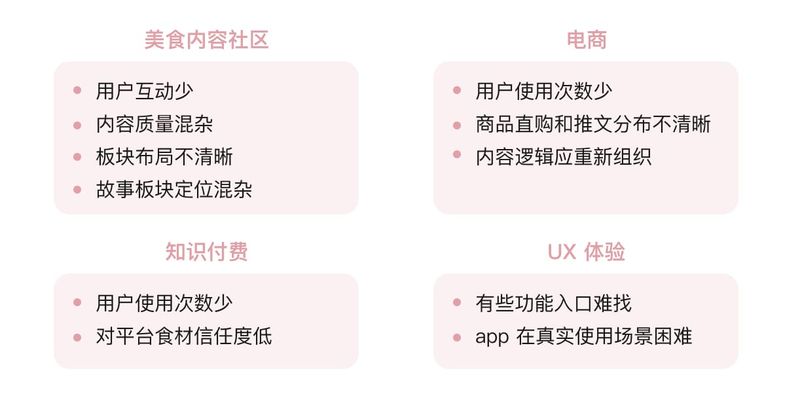 美食内容社区
用户互动少
内容质量混杂
板块布局不清晰
故事板块定位混杂
电商
用户使用次数少
商品直购和推文分布不清晰
内容逻辑应重新组织
知识付费
用户使用次数少
对平台食材信任度低
UX 体验
有些功能入口难找
app 在真实使用场景困难